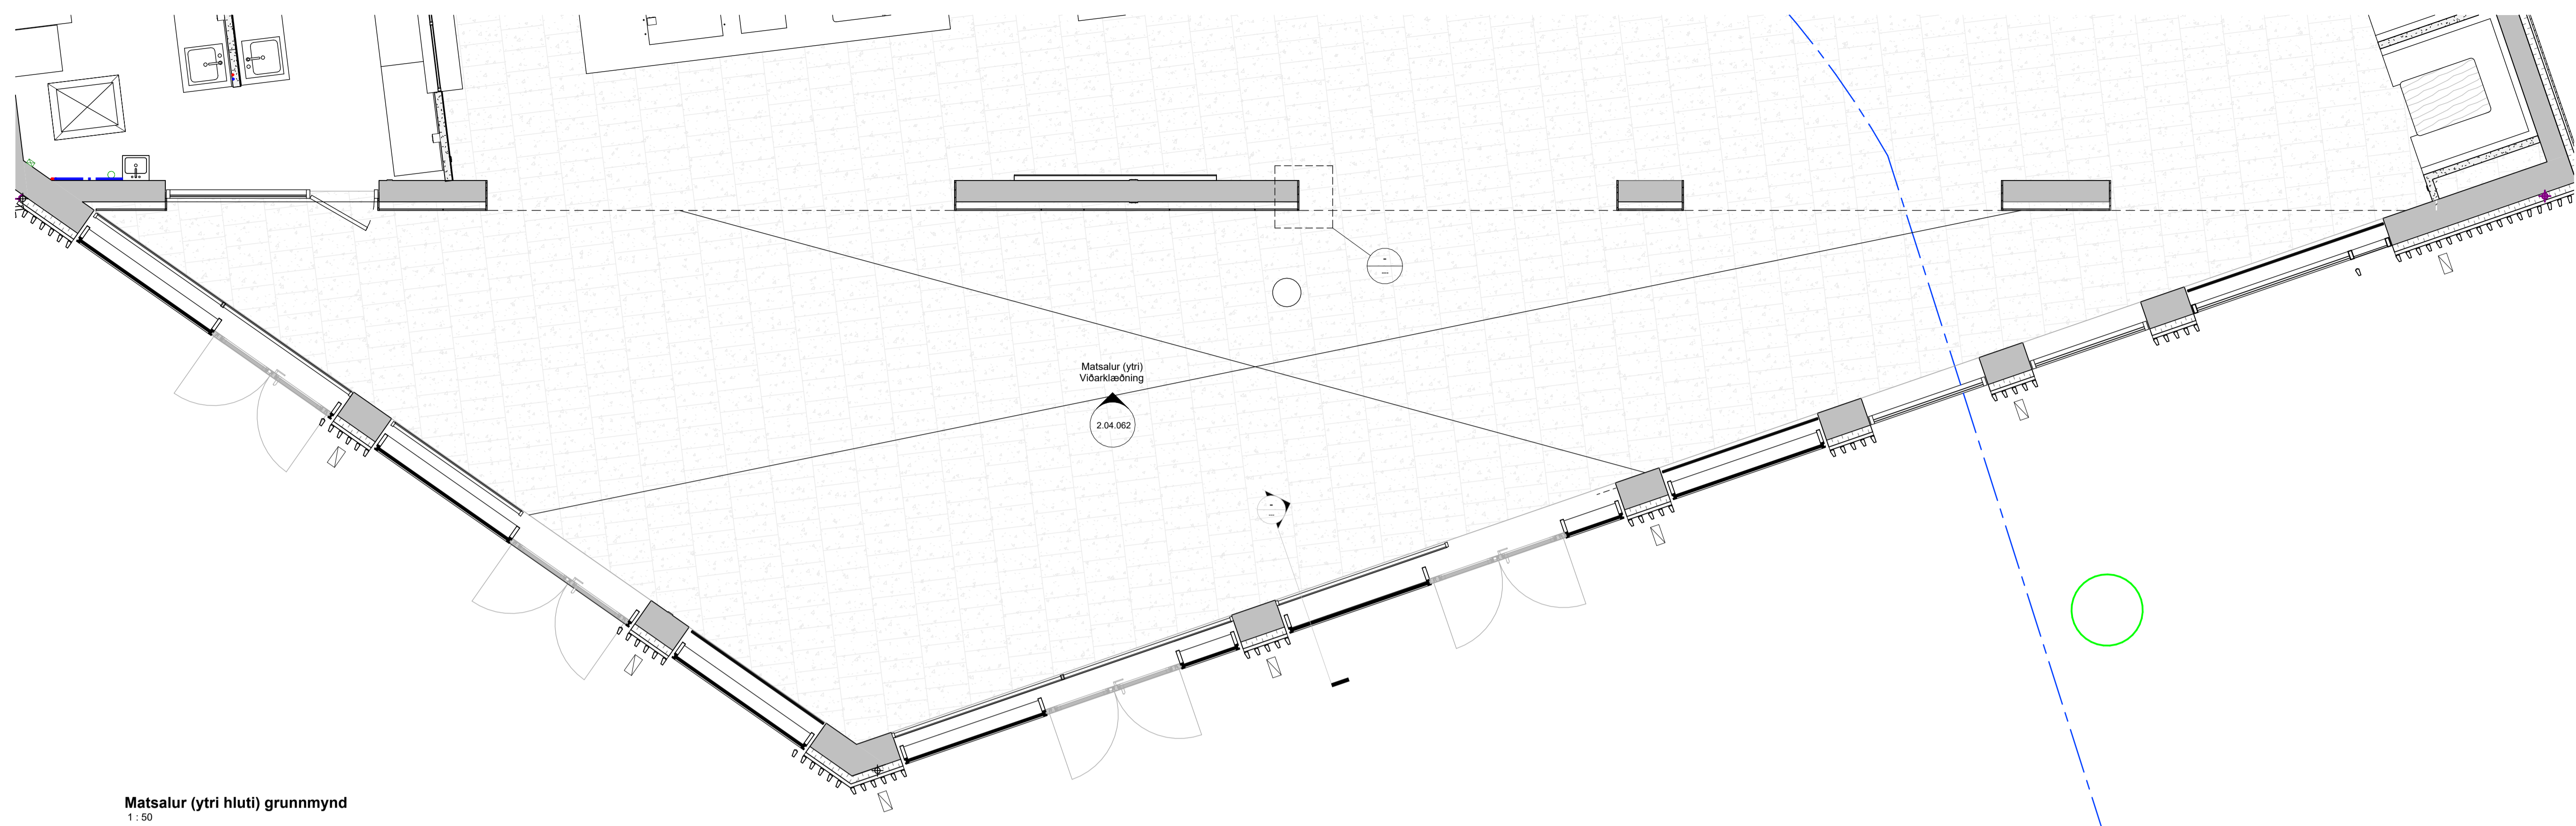 Matsalur (ytri)
Viðarklæðning
2.04.062
Matsalur (ytri hluti) grunnmynd
1 : 50